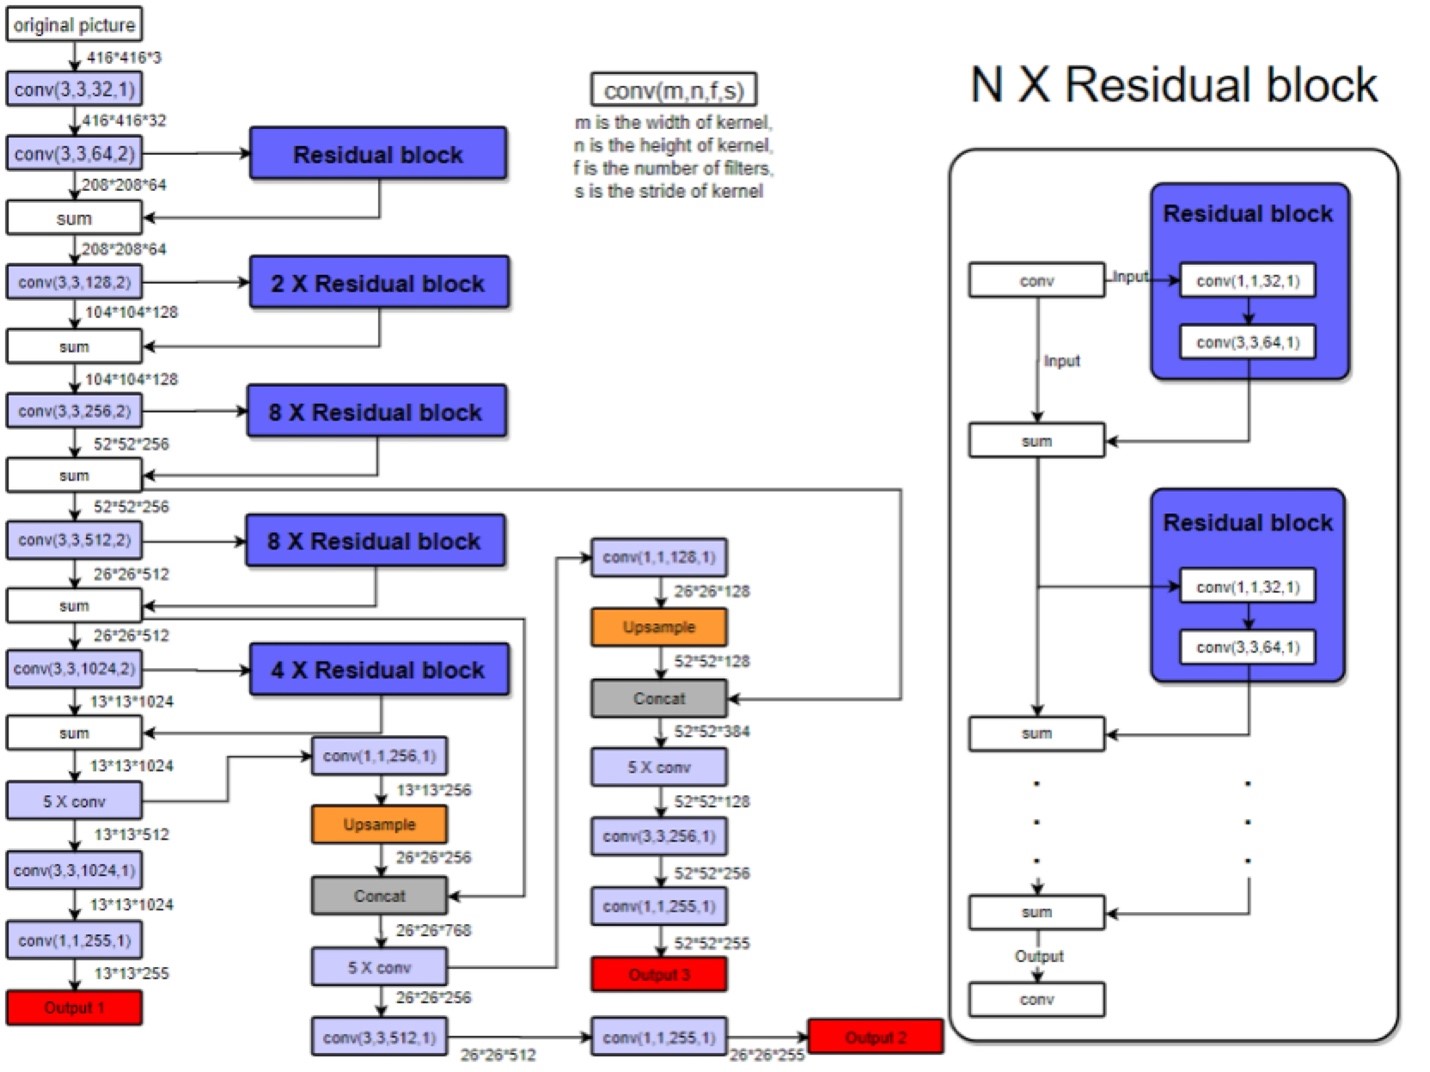 original picture
416*416*3
conv(3,3,32,1)
416*416*32
conv(3,3,64,2)
Residual block
208*208*64
sum
208*208*64
conv(3,3,128,2)
2 X Residual block
104*104*128
sum
104*104*128
conv(3,3,256,2)
8 X Residual block
52*52*256
sum
52*52*256
conv(3,3,512,2)
8 X Residual block
26*26*512
sum
26*26*512
conv(3,3,1024,2)
4 X Residual block
13*13*1024
sum
13*13*1024
5 X conv
13*13*512
conv(3,3,1024,1)
13*13*1024
conv(1,1,255,1)
13*13*255
Output 1
conv(1,1,256,1)
13*13*256
Upsample
26*26*256
Concat
26*26*768
5 X conv
26*26*256
conv(3,3,512,1)
26*26*512
conv(1,1,255,1)
26*26*255
Output 2
conv(1,1,128,1)
26*26*128
Upsample
52*52*128
Concat
52*52*384
5 X conv
52*52*128
conv(3,3,256,1)
52*52*256
conv(1,1,255,1)
52*52*255
Output 3
conv(m,n,f,s)
m is the width of kernel,
n is the height of kernel,
f is the number of filters,
s is the stride of kernel
N X Residual block
Residual block
conv
Input
conv(1,1,32,1)
conv(3,3,64,1)
Input
sum
Residual block
conv(1,1,32,1)
conv(3,3,64,1)
sum
sum
Output
conv